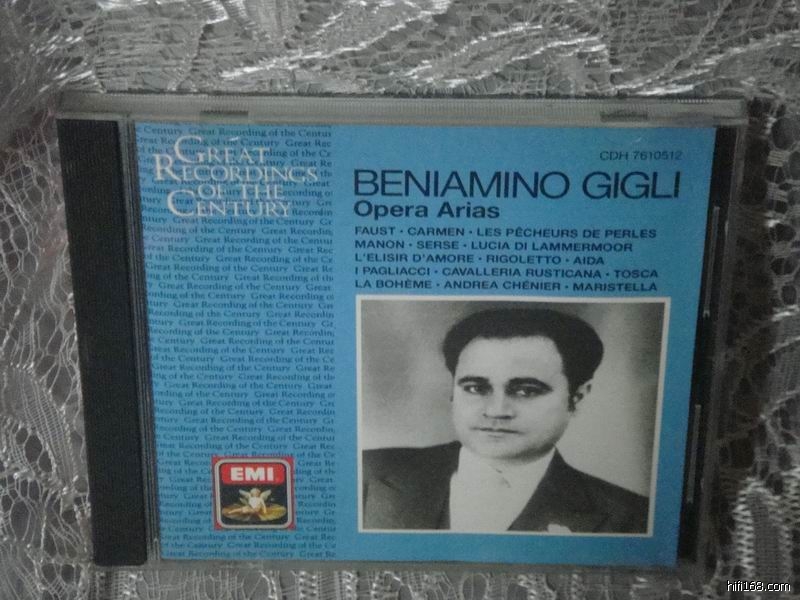 GREAT
RECORDINGS
OF THE
CENTURY
CDH 7610512
BENIAMINO GIGLI
Opera Arias
FAUST · CARMEN · LES PÊCHEURS DE PERLES
MANON · SERSE · LUCIA DI LAMMERMOOR
L'ELISIR D'AMORE · RIGOLETTO · AIDA
I PAGLIACCI · CAVALLERIA RUSTICANA · TOSCA
LA BOHÈME · ANDREA CHÉNIER · MARISTELLA
EMI
hifi168.com